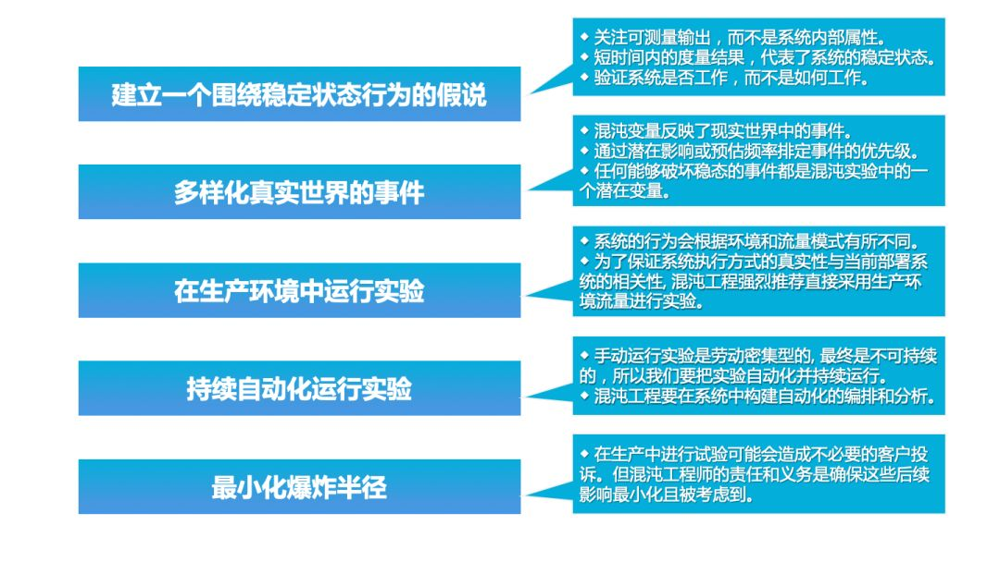 建立一个围绕稳定状态行为的假说
◆ 关注可测量输出，而不是系统内部属性。
◆ 短时间内的度量结果，代表了系统的稳定状态。
◆ 验证系统是否工作，而不是如何工作。
多样化真实世界的事件
◆ 混沌变量反映了现实世界中的事件。
◆ 通过潜在影响或预估频率排定事件的优先级。
◆ 任何能够破坏稳态的事件都是混沌实验中的一
个潜在变量。
在生产环境中运行实验
◆ 系统的行为会根据环境和流量模式有所不同。
◆ 为了保证系统执行方式的真实性与当前部署系
统的相关性, 混沌工程强烈推荐直接采用生产环
境流量进行实验。
持续自动化运行实验
◆ 手动运行实验是劳动密集型的, 最终是不可持续
的，所以我们要把实验自动化并持续运行。
◆ 混沌工程要在系统中构建自动化的编排和分析。
最小化爆炸半径
◆ 在生产中进行试验可能会造成不必要的客户投
诉。但混沌工程师的责任和义务是确保这些后续
影响最小化且被考虑到。